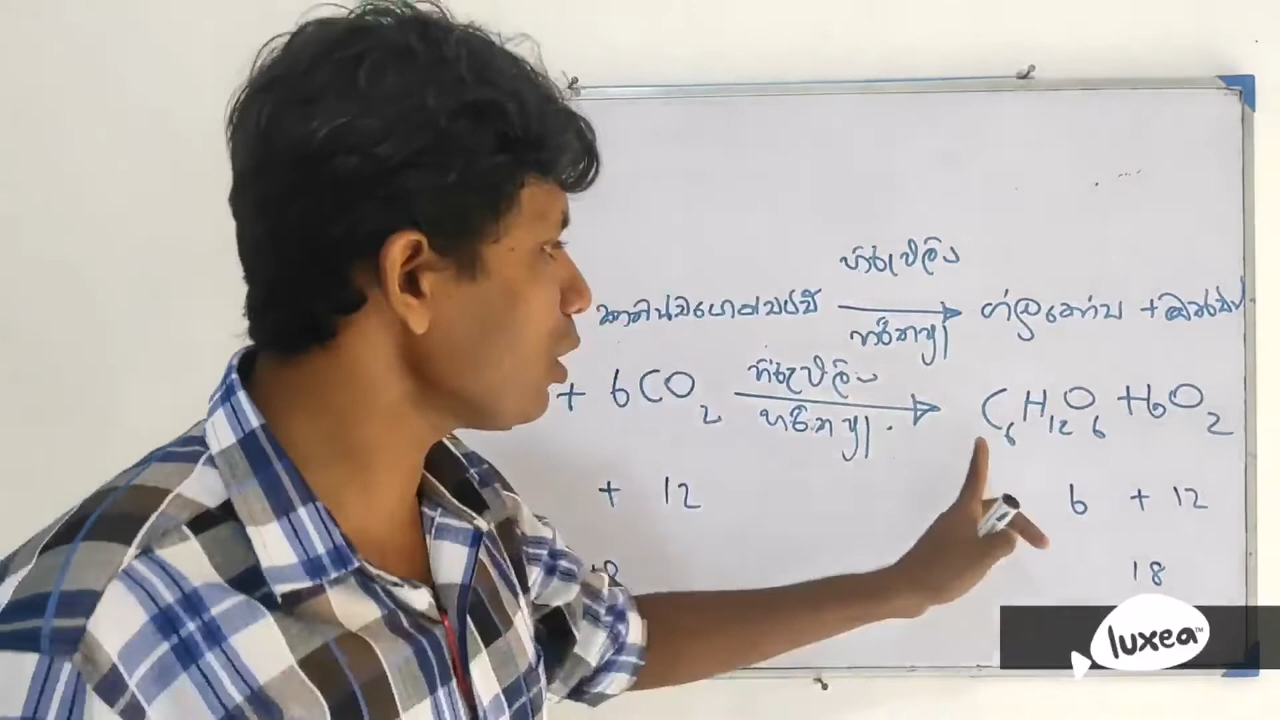 හිරුඑළිය
කාබන්ඩයොක්සයිඩ් → ග්ලුකෝස් + ඔක්සිජන්
හරිතප්‍රද
+ 6CO₂ හිරුඑළිය → C₆H₁₂O₆ + 6O₂
හරිතප්‍රද
+ 12 6 + 12
18 18
luxea™